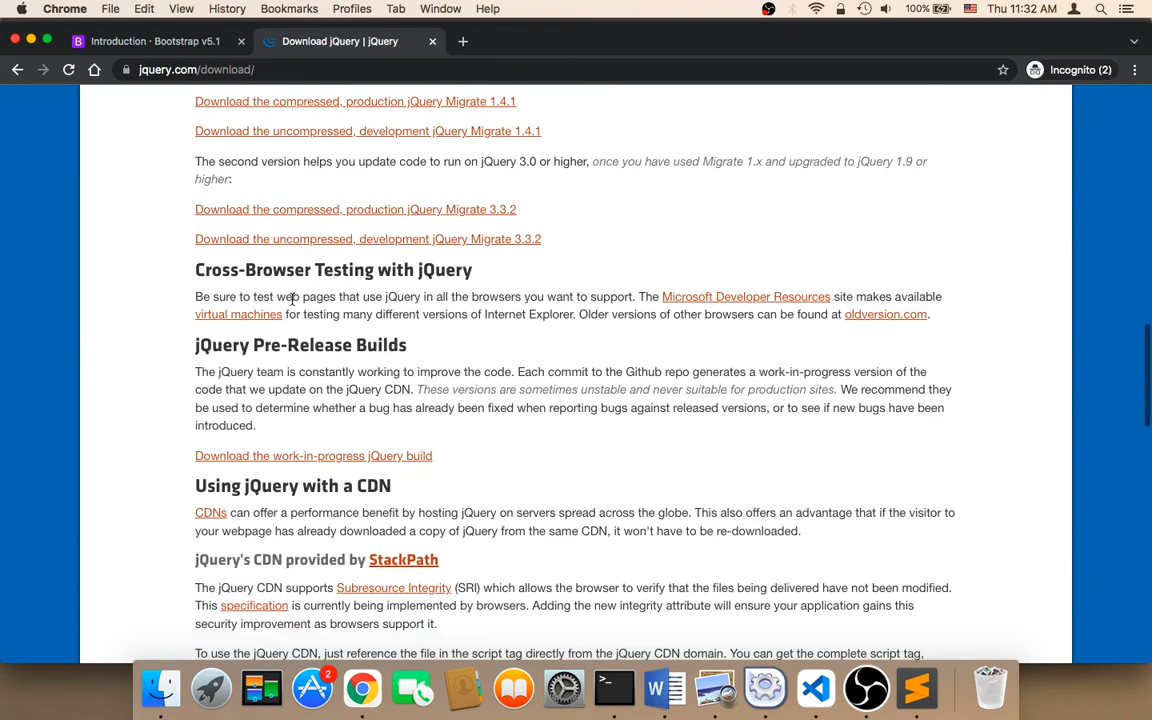 Chrome File Edit View History Bookmarks Profiles Tab Window Help 100% Thu 11:32 AM
Introduction · Bootstrap v5.1 Download jQuery | jQuery
jquery.com/download/ Incognito (2)
Download the compressed, production jQuery Migrate 1.4.1
Download the uncompressed, development jQuery Migrate 1.4.1
The second version helps you update code to run on jQuery 3.0 or higher, once you have used Migrate 1.x and upgraded to jQuery 1.9 or
higher:
Download the compressed, production jQuery Migrate 3.3.2
Download the uncompressed, development jQuery Migrate 3.3.2
Cross-Browser Testing with jQuery
Be sure to test web pages that use jQuery in all the browsers you want to support. The Microsoft Developer Resources site makes available
virtual machines for testing many different versions of Internet Explorer. Older versions of other browsers can be found at oldversion.com.
jQuery Pre-Release Builds
The jQuery team is constantly working to improve the code. Each commit to the Github repo generates a work-in-progress version of the
code that we update on the jQuery CDN. These versions are sometimes unstable and never suitable for production sites. We recommend they
be used to determine whether a bug has already been fixed when reporting bugs against released versions, or to see if new bugs have been
introduced.
Download the work-in-progress jQuery build
Using jQuery with a CDN
CDNs can offer a performance benefit by hosting jQuery on servers spread across the globe. This also offers an advantage that if the visitor to
your webpage has already downloaded a copy of jQuery from the same CDN, it won't have to be re-downloaded.
jQuery's CDN provided by StackPath
The jQuery CDN supports Subresource Integrity (SRI) which allows the browser to verify that the files being delivered have not been modified.
This specification is currently being implemented by browsers. Adding the new integrity attribute will ensure your application gains this
security improvement as browsers support it.
To use the jQuery CDN, just reference the file in the script tag directly from the jQuery CDN domain. You can get the complete script tag,
2